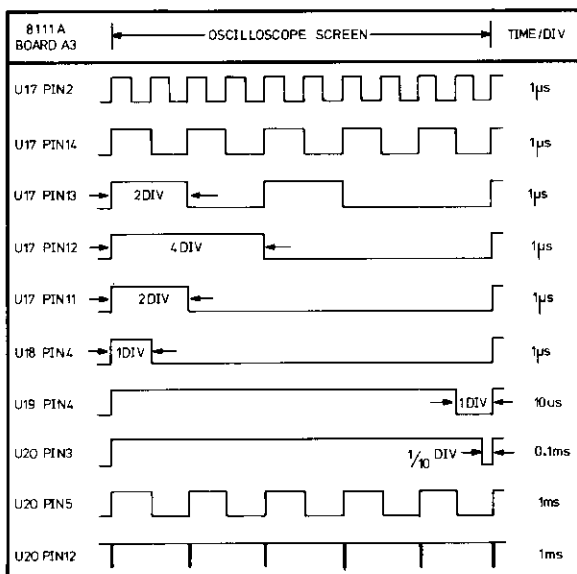 8111A BOARD A3
OSCILLOSCOPE SCREEN
TIME/DIV
U17 PIN2
1µs
U17 PIN14
1µs
U17 PIN13
2DIV
1µs
U17 PIN12
4DIV
1µs
U17 PIN11
2DIV
1µs
U18 PIN4
1DIV
1µs
U19 PIN4
1DIV
10us
U20 PIN3
1/10 DIV
0.1ms
U20 PIN5
1ms
U20 PIN12
1ms